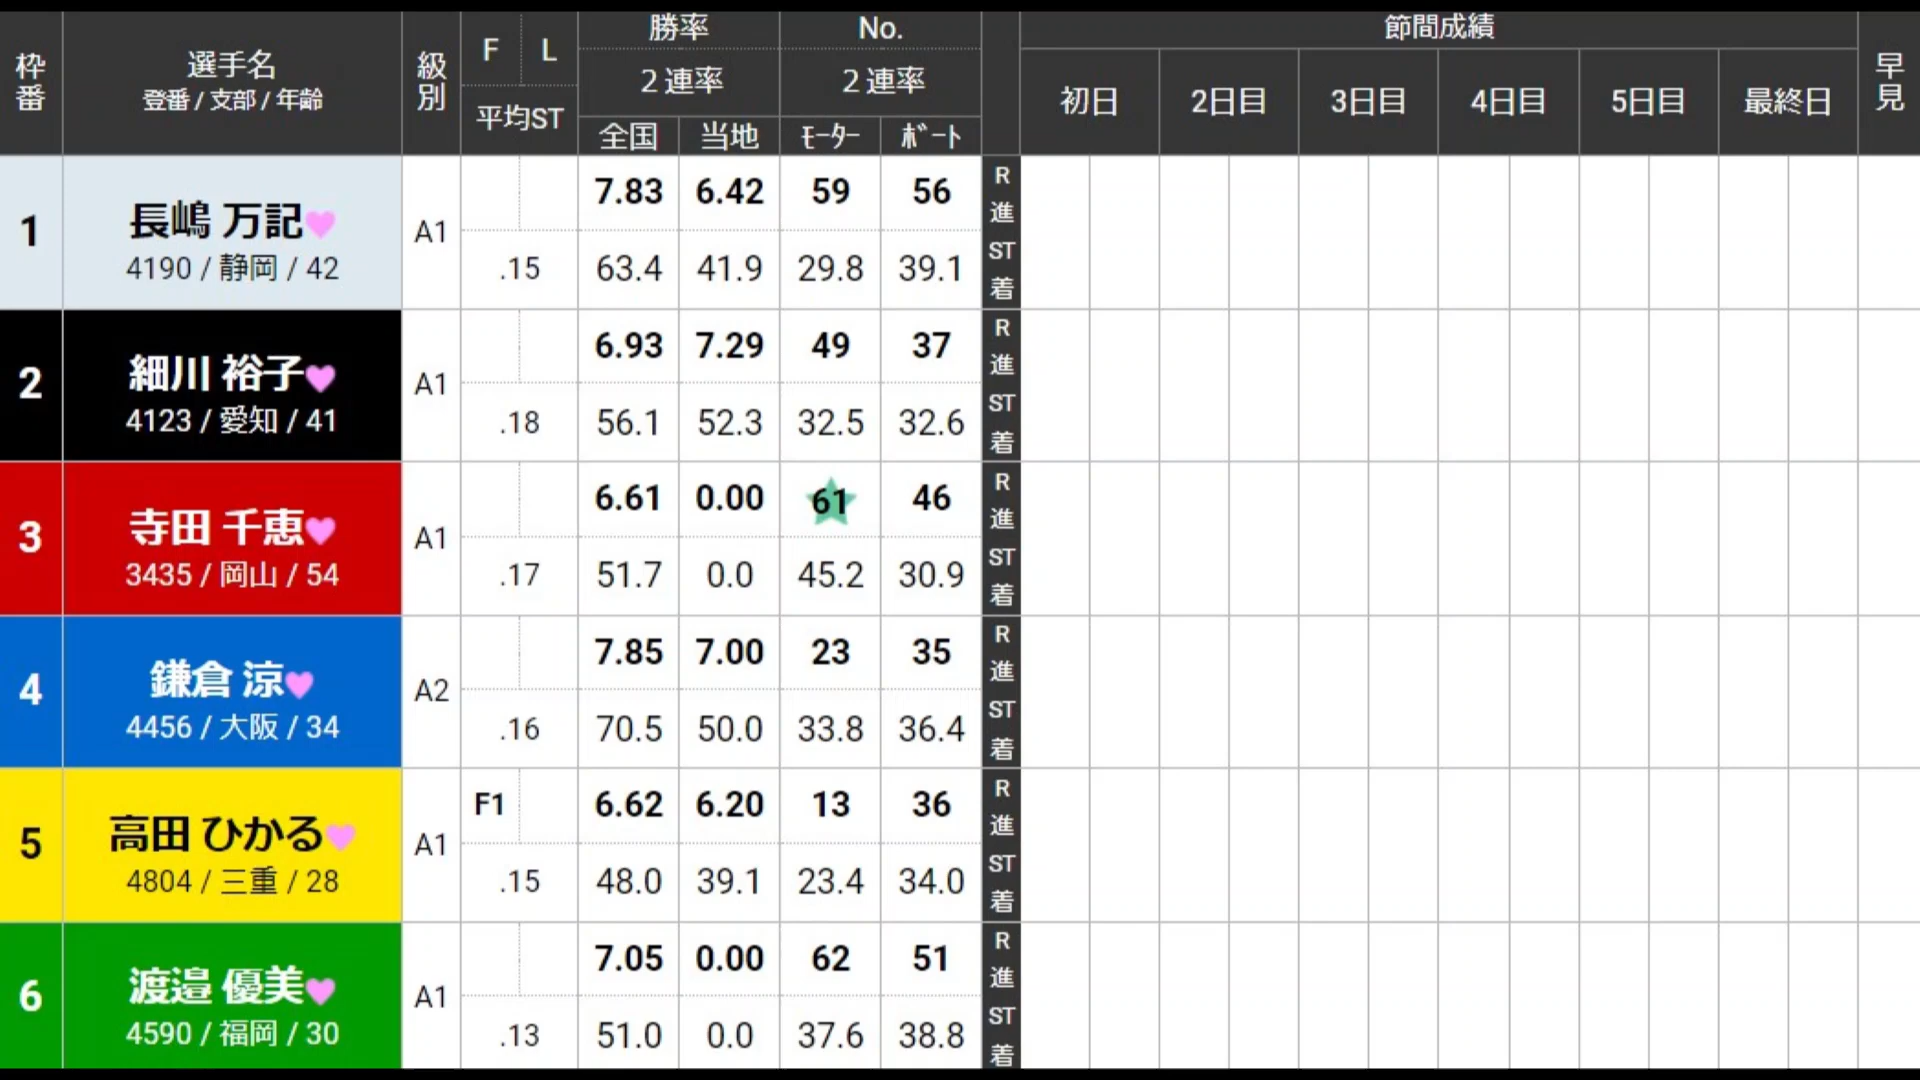 枠番 選手名 級別 F L 勝率 No. 節間成績 早見
登番 / 支部 / 年齢 平均ST 2連率 2連率 初日 2日目 3日目 4日目 5日目 最終日
全国 当地 ﾓｰﾀｰ ﾎﾞｰﾄ
1 長嶋 万記 A1 7.83 6.42 59 56 R 進
4190 / 静岡 / 42 .15 63.4 41.9 29.8 39.1 ST 着
2 細川 裕子 A1 6.93 7.29 49 37 R 進
4123 / 愛知 / 41 .18 56.1 52.3 32.5 32.6 ST 着
3 寺田 千恵 A1 6.61 0.00 61 46 R 進
3435 / 岡山 / 54 .17 51.7 0.0 45.2 30.9 ST 着
4 鎌倉 涼 A2 7.85 7.00 23 35 R 進
4456 / 大阪 / 34 .16 70.5 50.0 33.8 36.4 ST 着
5 高田 ひかる A1 F1 6.62 6.20 13 36 R 進
4804 / 三重 / 28 .15 48.0 39.1 23.4 34.0 ST 着
6 渡邉 優美 A1 7.05 0.00 62 51 R 進
4590 / 福岡 / 30 .13 51.0 0.0 37.6 38.8 ST 着